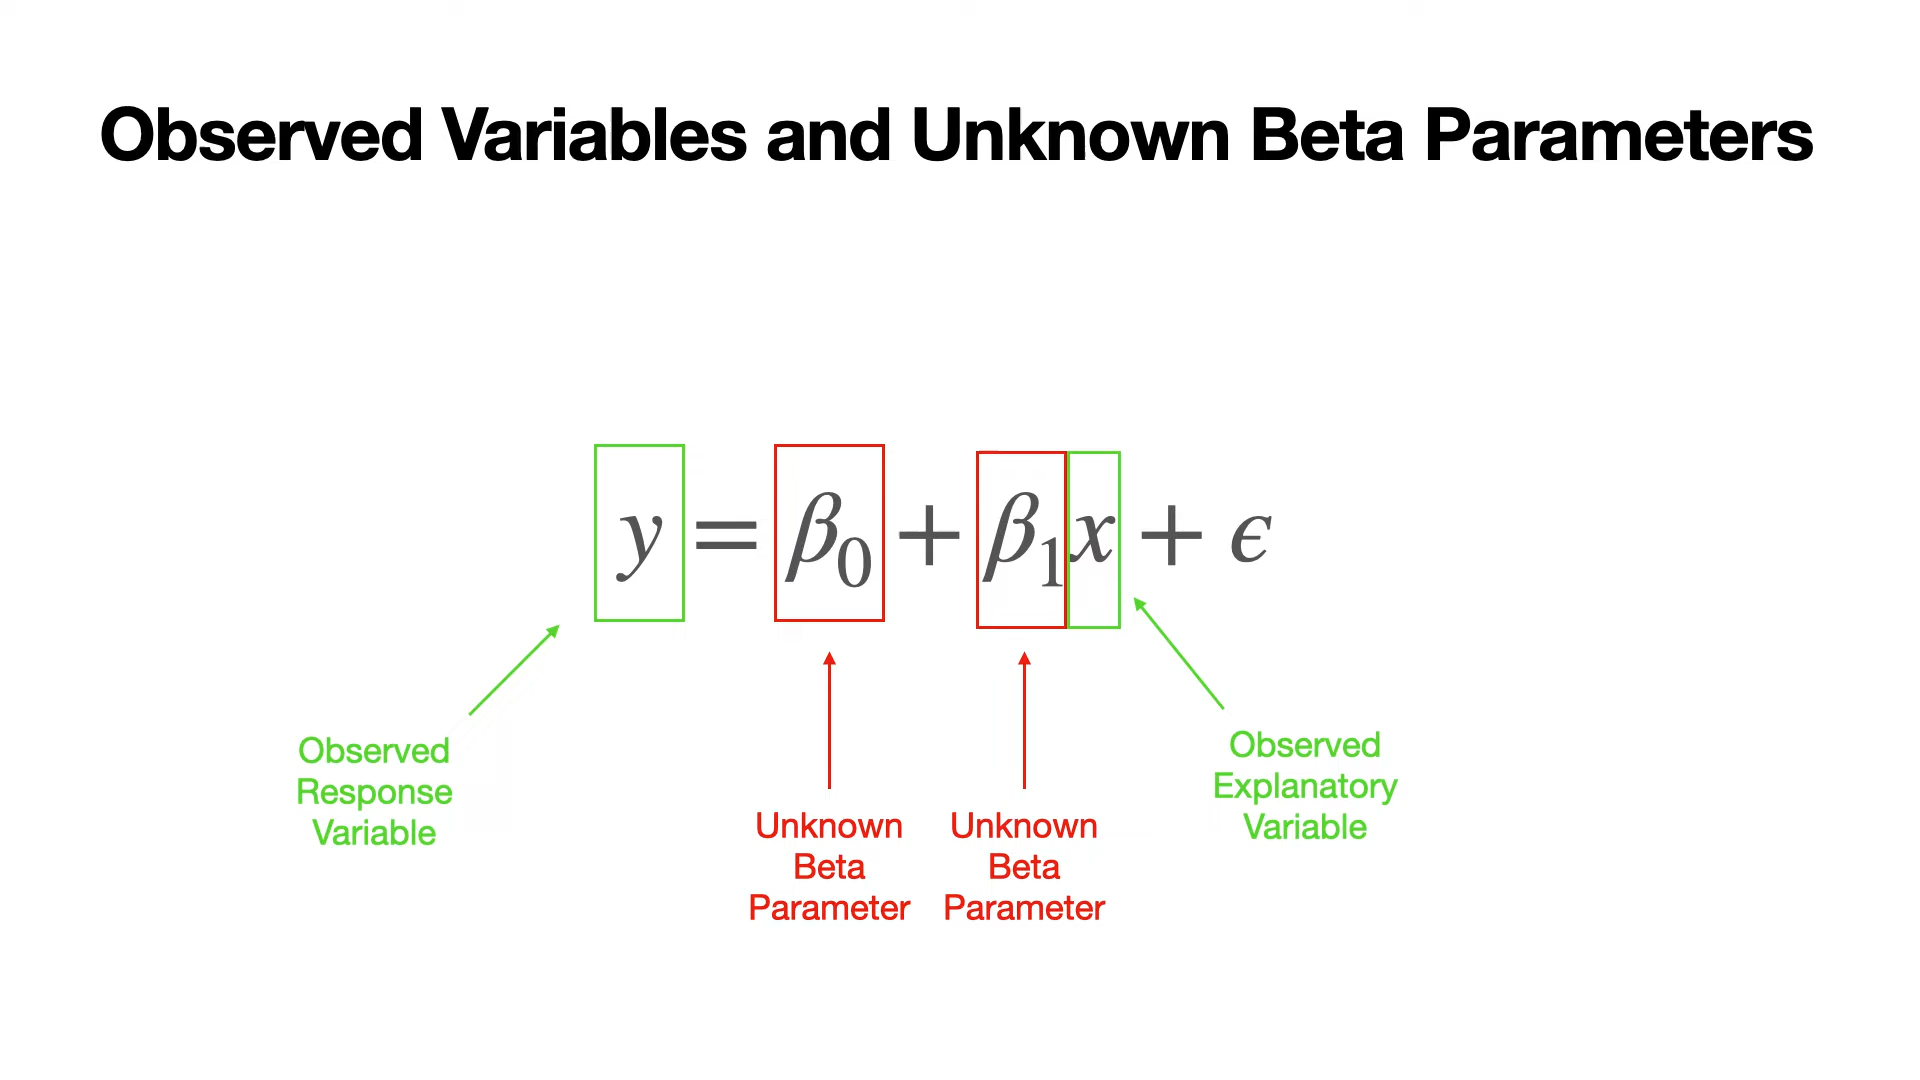 Observed Variables and Unknown Beta Parameters
y = β₀ + β₁x + ϵ
Observed
Response
Variable
Unknown
Beta
Parameter
Unknown
Beta
Parameter
Observed
Explanatory
Variable